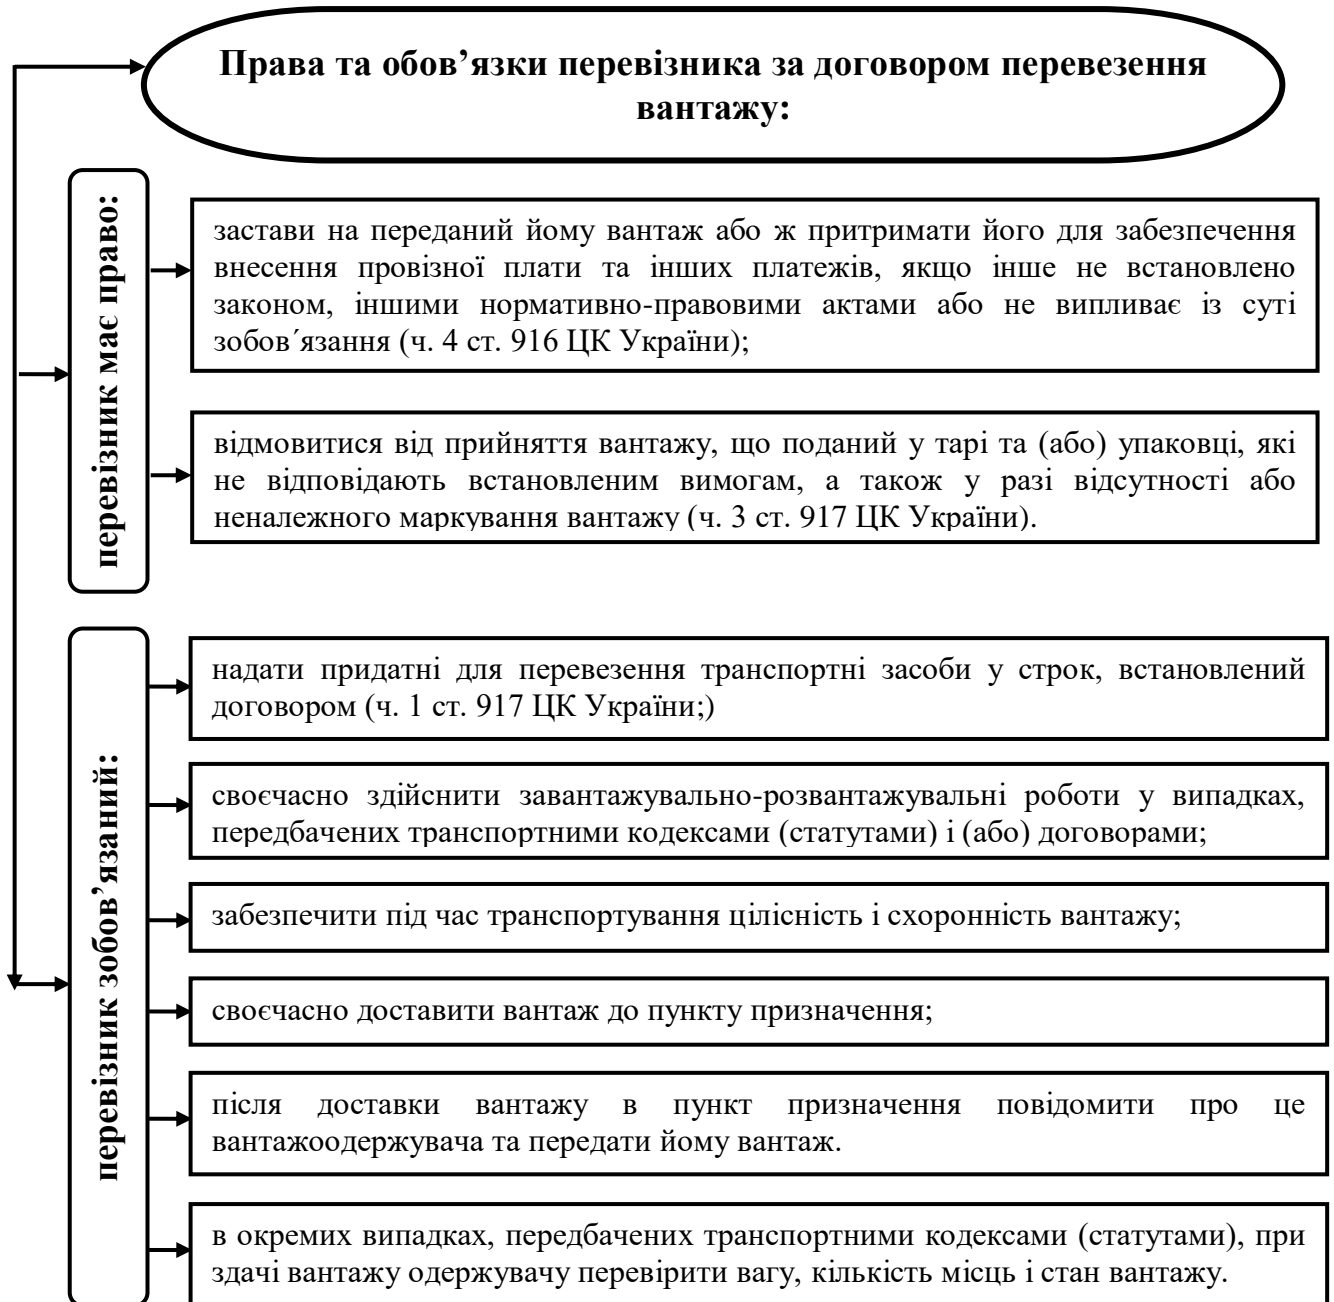 Права та обов’язки перевізника за договором перевезення
вантажу:
перевізник має право:
застави на переданий йому вантаж або ж притримати його для забезпечення
внесення провізної плати та інших платежів, якщо інше не встановлено
законом, іншими нормативно-правовими актами або не випливає із суті
зобов´язання (ч. 4 ст. 916 ЦК України);
відмовитися від прийняття вантажу, що поданий у тарі та (або) упаковці, які
не відповідають встановленим вимогам, а також у разі відсутності або
неналежного маркування вантажу (ч. 3 ст. 917 ЦК України).
перевізник зобов’язаний:
надати придатні для перевезення транспортні засоби у строк, встановлений
договором (ч. 1 ст. 917 ЦК України;)
своєчасно здійснити завантажувально-розвантажувальні роботи у випадках,
передбачених транспортними кодексами (статутами) і (або) договорами;
забезпечити під час транспортування цілісність і схоронність вантажу;
своєчасно доставити вантаж до пункту призначення;
після доставки вантажу в пункт призначення повідомити про це
вантажоодержувача та передати йому вантаж.
в окремих випадках, передбачених транспортними кодексами (статутами), при
здачі вантажу одержувачу перевірити вагу, кількість місць і стан вантажу.